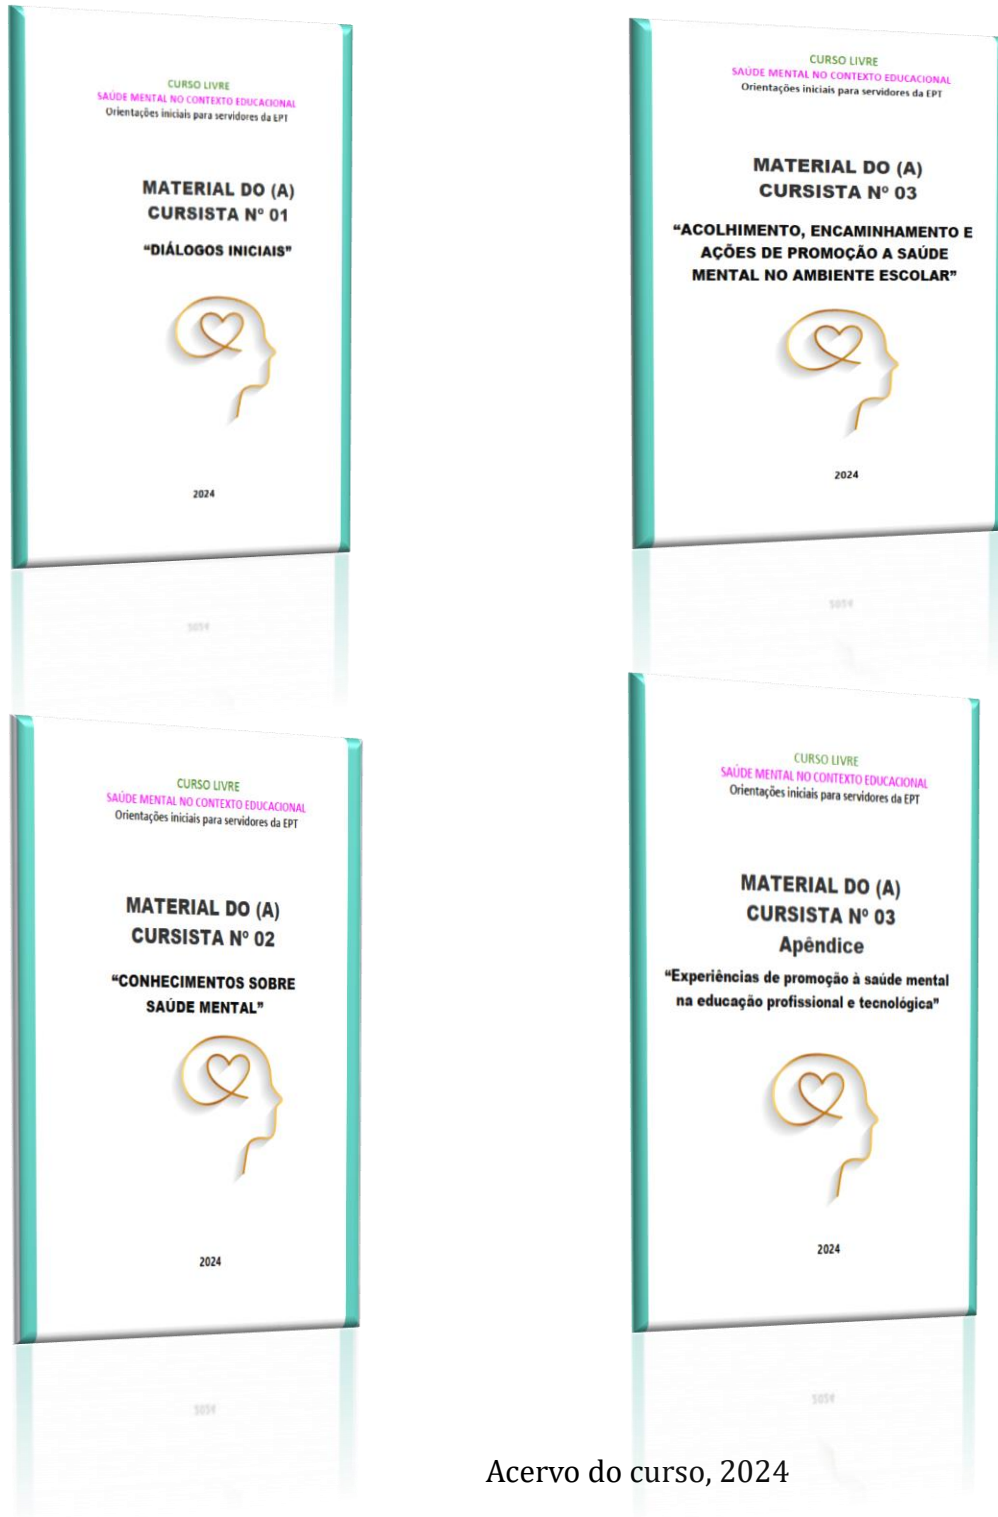 CURSO LIVRE
SAÚDE MENTAL NO CONTEXTO EDUCACIONAL
Orientações iniciais para servidores da EPT
MATERIAL DO (A)
CURSISTA Nº 01
“DIÁLOGOS INICIAIS”
2024
CURSO LIVRE
SAÚDE MENTAL NO CONTEXTO EDUCACIONAL
Orientações iniciais para servidores da EPT
MATERIAL DO (A)
CURSISTA Nº 03
“ACOLHIMENTO, ENCAMINHAMENTO E
AÇÕES DE PROMOÇÃO A SAÚDE
MENTAL NO AMBIENTE ESCOLAR”
2024
CURSO LIVRE
SAÚDE MENTAL NO CONTEXTO EDUCACIONAL
Orientações iniciais para servidores da EPT
MATERIAL DO (A)
CURSISTA Nº 02
“CONHECIMENTOS SOBRE
SAÚDE MENTAL”
2024
CURSO LIVRE
SAÚDE MENTAL NO CONTEXTO EDUCACIONAL
Orientações iniciais para servidores da EPT
MATERIAL DO (A)
CURSISTA Nº 03
Apêndice
“Experiências de promoção à saúde mental
na educação profissional e tecnológica”
2024
Acervo do curso, 2024